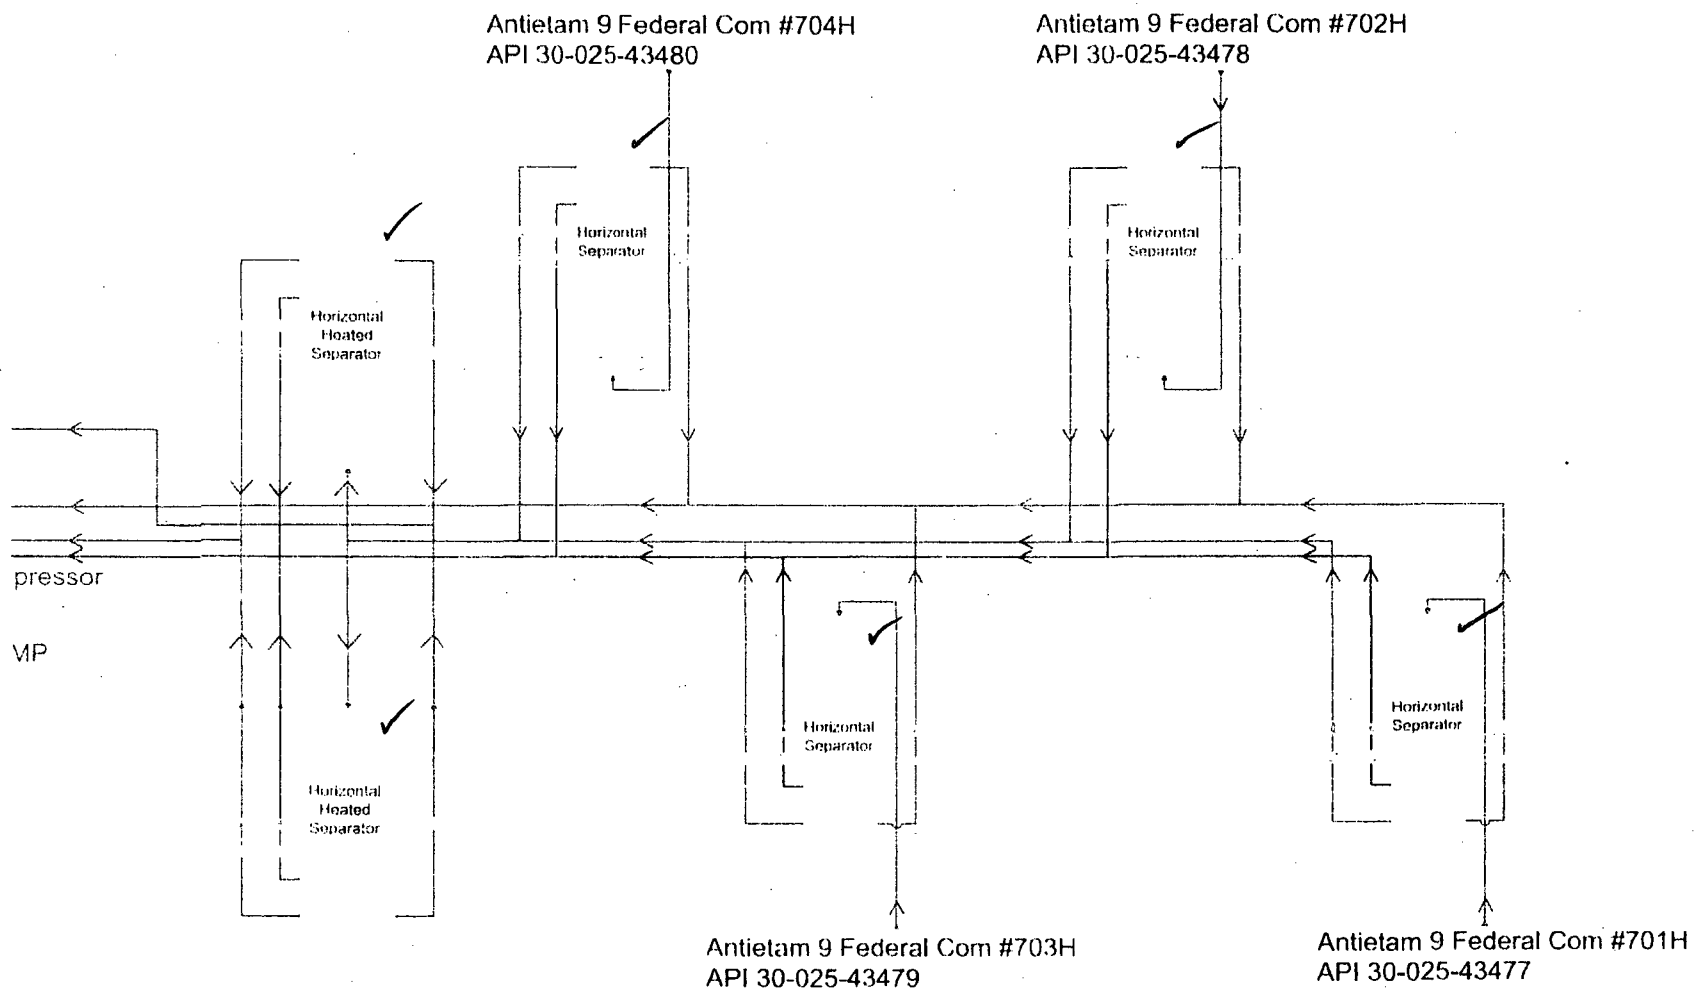 Antietam 9 Federal Com #704H
API 30-025-43480
Antietam 9 Federal Com #702H
API 30-025-43478
Horizontal
Separator
Horizontal
Separator
Horizontal
Heated
Separator
pressor
MP
Horizontal
Separator
Horizontal
Separator
Horizontal
Heated
Separator
Antietam 9 Federal Com #703H
API 30-025-43479
Antietam 9 Federal Com #701H
API 30-025-43477